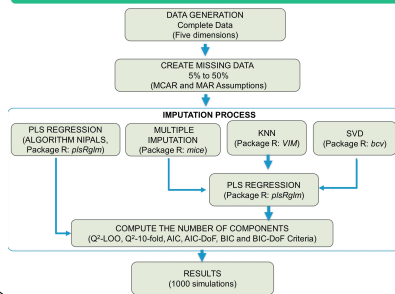 DATA GENERATION
Complete Data
(Five dimensions)
CREATE MISSING DATA
5% to 50%
(MCAR and MAR Assumptions)
IMPUTATION PROCESS
PLS REGRESSION
(ALGORITHM NIPALS,
Package R: plsRglm)
MULTIPLE
IMPUTATION
(Package R: mice)
KNN
(Package R: VIM)
SVD
(Package R: bcv)
PLS REGRESSION
(Package R: plsRglm)
COMPUTE THE NUMBER OF COMPONENTS
(Q²-LOO, Q²-10-fold, AIC, AIC-DoF, BIC and BIC-DoF Criteria)
RESULTS
(1000 simulations)